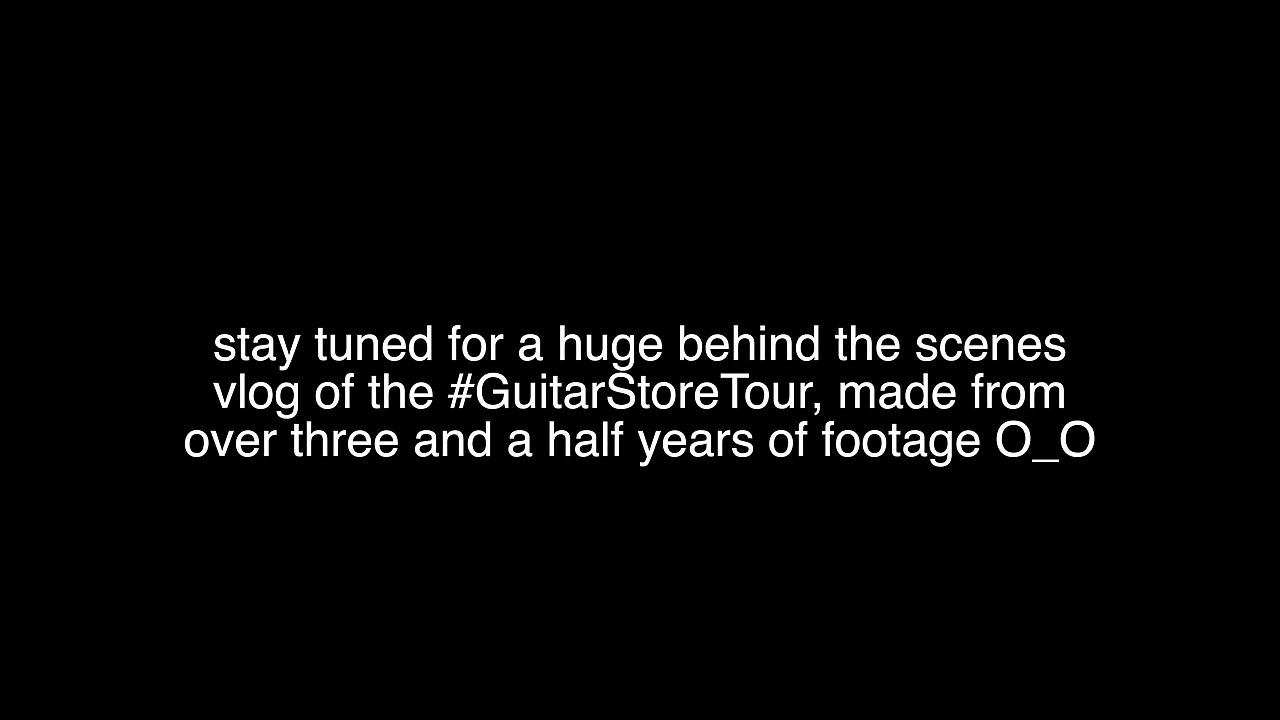 stay tuned for a huge behind the scenes
vlog of the #GuitarStoreTour, made from
over three and a half years of footage O_O